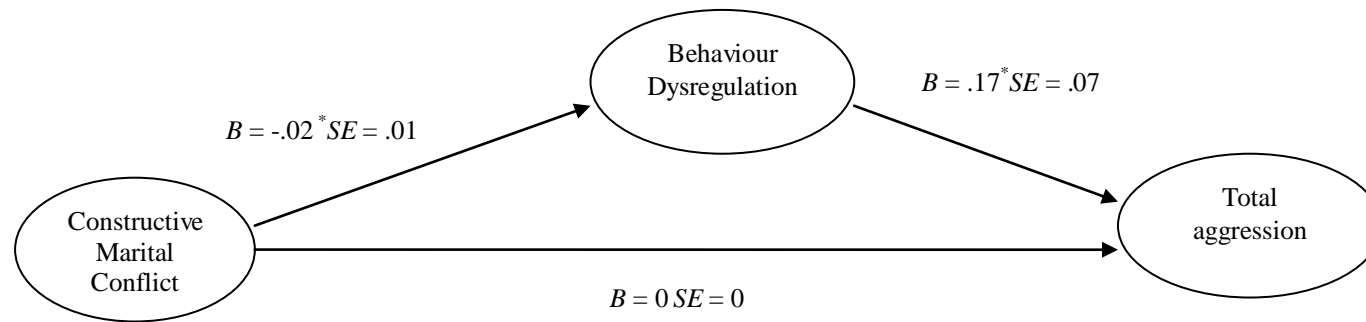 Behaviour
Dysregulation
B = .17*SE = .07
B = -.02 *SE = .01
Constructive
Marital
Conflict
Total
aggression
B = 0 SE = 0